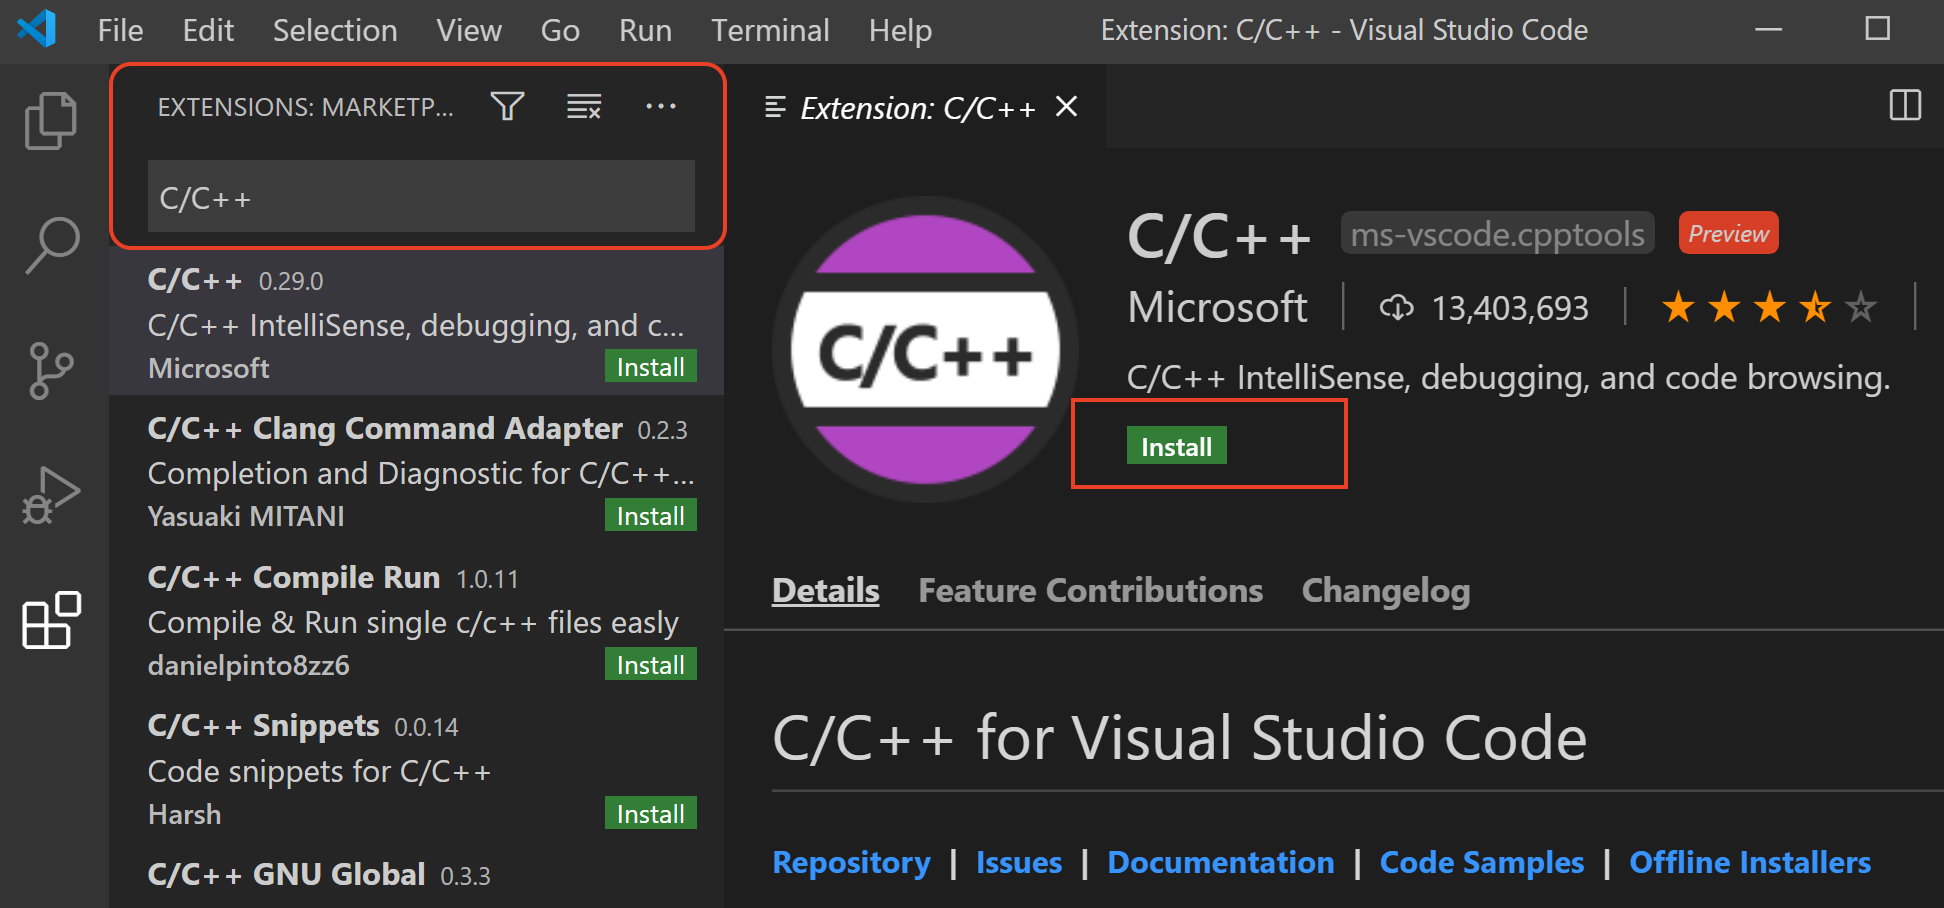 File Edit Selection View Go Run Terminal Help Extension: C/C++ - Visual Studio Code
EXTENSIONS: MARKETP...
C/C++
C/C++ 0.29.0
C/C++ IntelliSense, debugging, and c...
Microsoft Install
C/C++ Clang Command Adapter 0.2.3
Completion and Diagnostic for C/C++...
Yasuaki MITANI Install
C/C++ Compile Run 1.0.11
Compile & Run single c/c++ files easly
danielpinto8zz6 Install
C/C++ Snippets 0.0.14
Code snippets for C/C++
Harsh Install
C/C++ GNU Global 0.3.3
Extension: C/C++
C/C++
C/C++ ms-vscode.cpptools Preview
Microsoft | 13,403,693 | |
C/C++ IntelliSense, debugging, and code browsing.
Install
Details Feature Contributions Changelog
C/C++ for Visual Studio Code
Repository | Issues | Documentation | Code Samples | Offline Installers